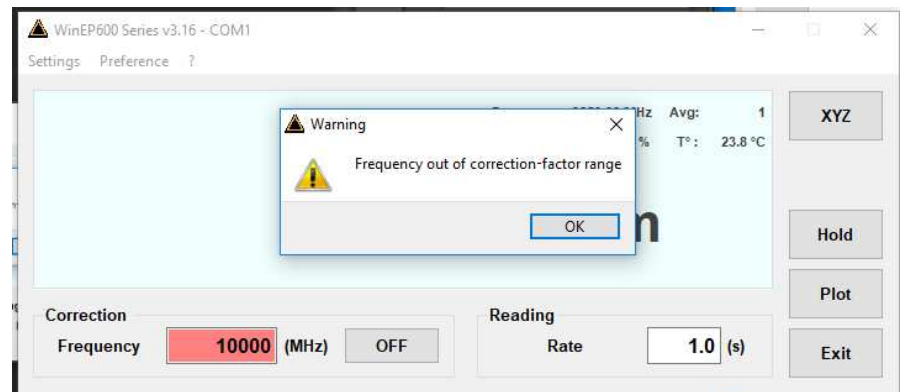 WinEP600 Series v3.16 - COM1
Settings Preference ?
Warning
Frequency out of correction-factor range
OK
Hz Avg: 1
% T°: 23.8 °C
m
XYZ
Hold
Plot
Exit
Correction
Frequency 10000 (MHz) OFF
Reading
Rate 1.0 (s)